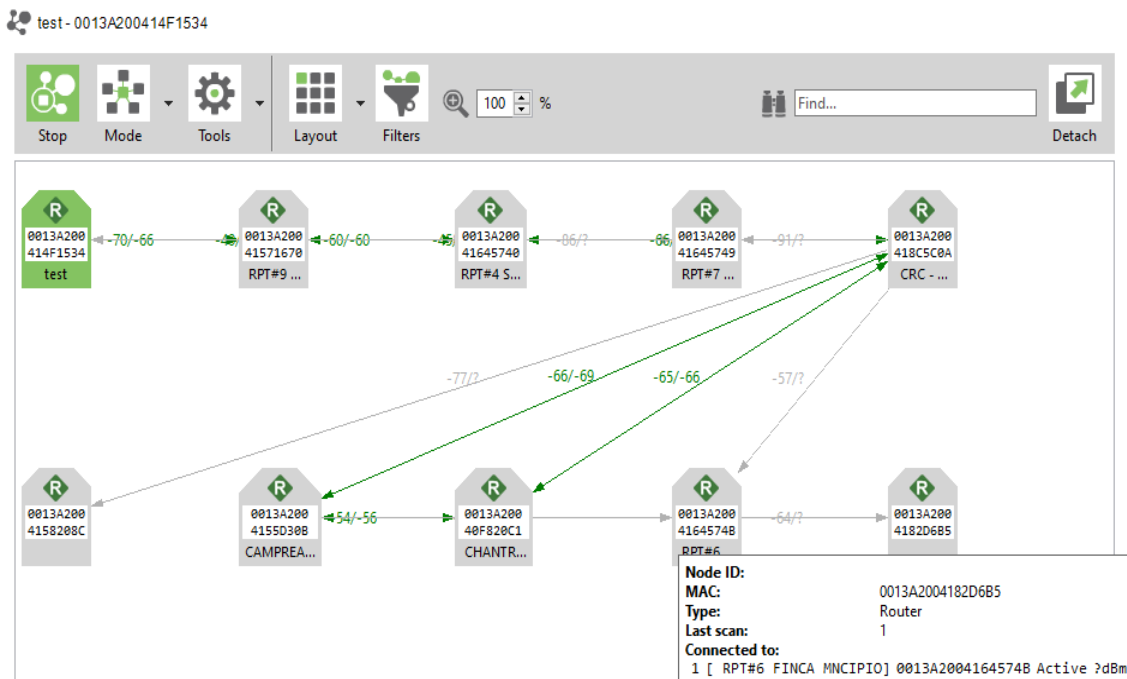 test - 0013A200414F1534
100 %
Find...
Stop Mode Tools Layout Filters Detach
R R R R R
0013A200 0013A200 0013A200 0013A200 0013A200
414F1534 41571670 41645740 41645749 418C5C0A
test RPT#9 ... RPT#4 S... RPT#7 ... CRC - ...
-70/-66 -60/-60 -86/? -91/?
-77/? -66/-69 -65/-66 -57/?
R R R R R
0013A200 0013A200 0013A200 0013A200 0013A200
4158208C 4155D30B 40F820C1 4164574B 4182D6B5
CAMPREA... CHANTR... RPT#6
-54/-56 -64/?
Node ID:
MAC: 0013A2004182D6B5
Type: Router
Last scan: 1
Connected to:
1 [ RPT#6 FINCA MNCIPIO] 0013A2004164574B Active ?dBm